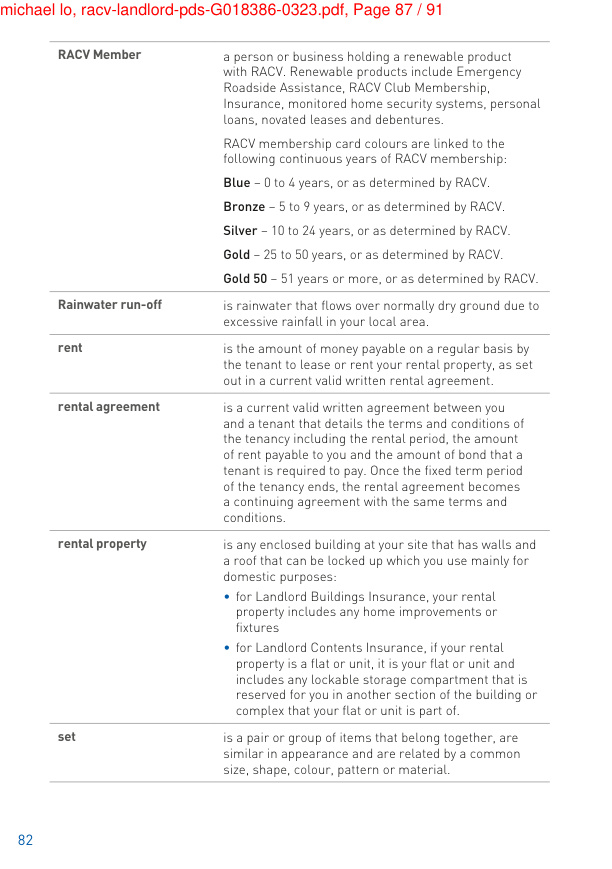 michael lo, racv-landlord-pds-G018386-0323.pdf, Page 87 / 91
RACV Member
a person or business holding a renewable product
with RACV. Renewable products include Emergency
Roadside Assistance, RACV Club Membership,
Insurance, monitored home security systems, personal
loans, novated leases and debentures.
RACV membership card colours are linked to the
following continuous years of RACV membership:
Blue – 0 to 4 years, or as determined by RACV.
Bronze – 5 to 9 years, or as determined by RACV.
Silver – 10 to 24 years, or as determined by RACV.
Gold – 25 to 50 years, or as determined by RACV.
Gold 50 – 51 years or more, or as determined by RACV.
Rainwater run-off
is rainwater that flows over normally dry ground due to
excessive rainfall in your local area.
rent
is the amount of money payable on a regular basis by
the tenant to lease or rent your rental property, as set
out in a current valid written rental agreement.
rental agreement
is a current valid written agreement between you
and a tenant that details the terms and conditions of
the tenancy including the rental period, the amount
of rent payable to you and the amount of bond that a
tenant is required to pay. Once the fixed term period
of the tenancy ends, the rental agreement becomes
a continuing agreement with the same terms and
conditions.
rental property
is any enclosed building at your site that has walls and
a roof that can be locked up which you use mainly for
domestic purposes:
• for Landlord Buildings Insurance, your rental
property includes any home improvements or
fixtures
• for Landlord Contents Insurance, if your rental
property is a flat or unit, it is your flat or unit and
includes any lockable storage compartment that is
reserved for you in another section of the building or
complex that your flat or unit is part of.
set
is a pair or group of items that belong together, are
similar in appearance and are related by a common
size, shape, colour, pattern or material.
82